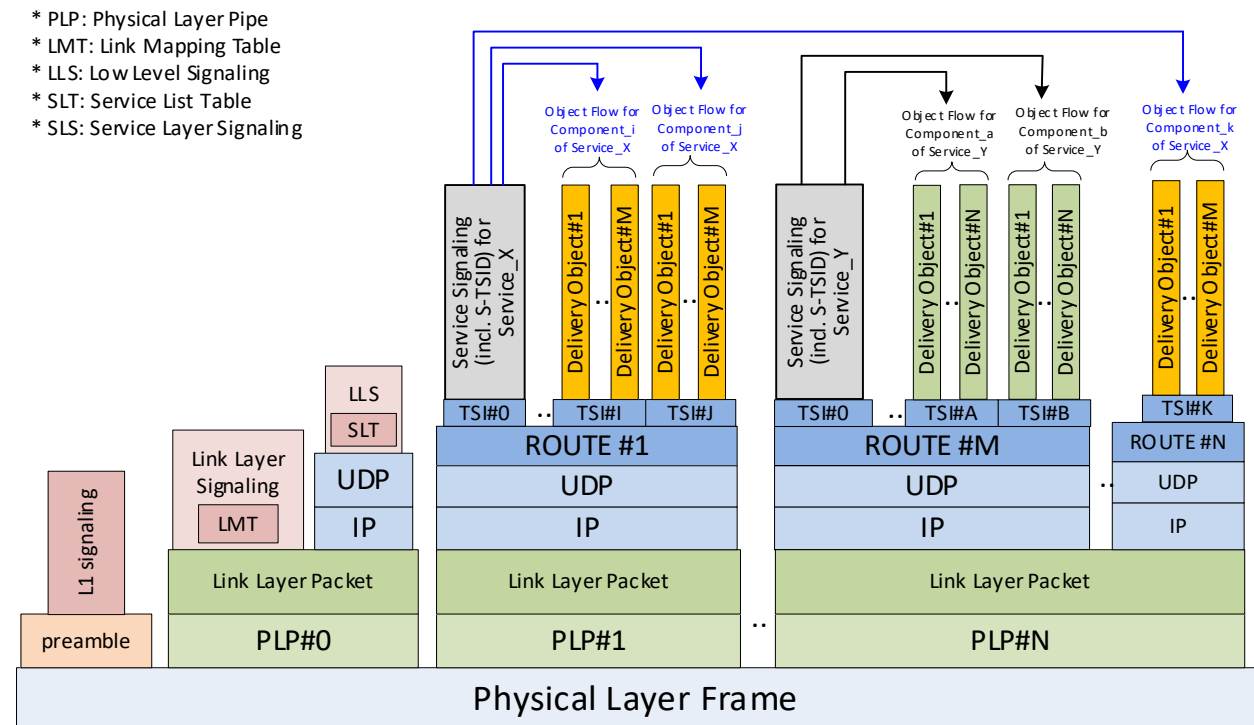 * PLP: Physical Layer Pipe
* LMT: Link Mapping Table
* LLS: Low Level Signaling
* SLT: Service List Table
* SLS: Service Layer Signaling
Object Flow for
Component_i
of Service_X
Object Flow for
Component_j
of Service_X
Object Flow for
Component_a
of Service_Y
Object Flow for
Component_b
of Service_Y
Object Flow for
Component_k
of Service_X
Service Signaling
(incl. S-TSID) for
Service_X
Delivery Object#1
..
Delivery Object#M
Delivery Object#1
..
Delivery Object#M
Service Signaling
(incl. S-TSID) for
Service_Y
Delivery Object#1
..
Delivery Object#N
Delivery Object#1
..
Delivery Object#N
Delivery Object#1
..
Delivery Object#M
LLS
SLT
TSI#0
..
TSI#I
TSI#J
TSI#0
..
TSI#A
TSI#B
TSI#K
ROUTE #1
ROUTE #M
ROUTE #N
Link Layer
Signaling
LMT
UDP
UDP
UDP
..
UDP
IP
IP
IP
IP
L1 signaling
Link Layer Packet
Link Layer Packet
Link Layer Packet
preamble
PLP#0
PLP#1
..
PLP#N
Physical Layer Frame